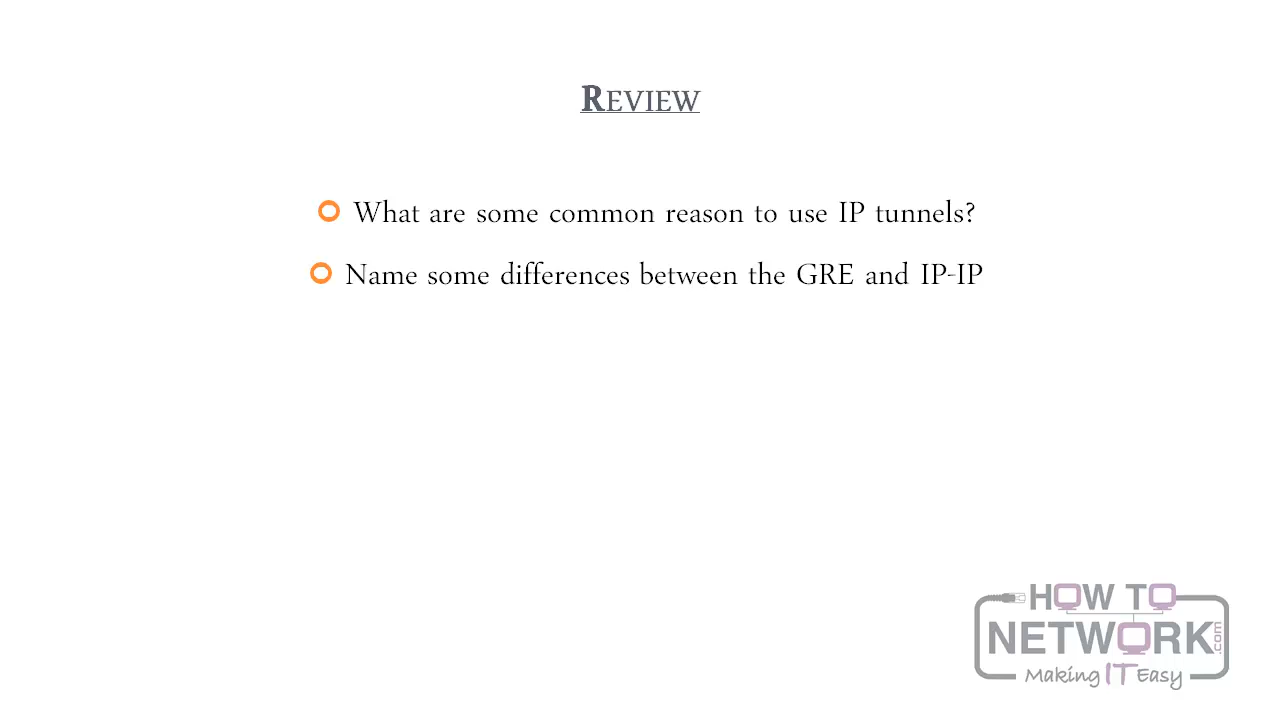 REVIEW
What are some common reason to use IP tunnels?
Name some differences between the GRE and IP-IP
HOW TO
NETWORK.com
Making IT Easy